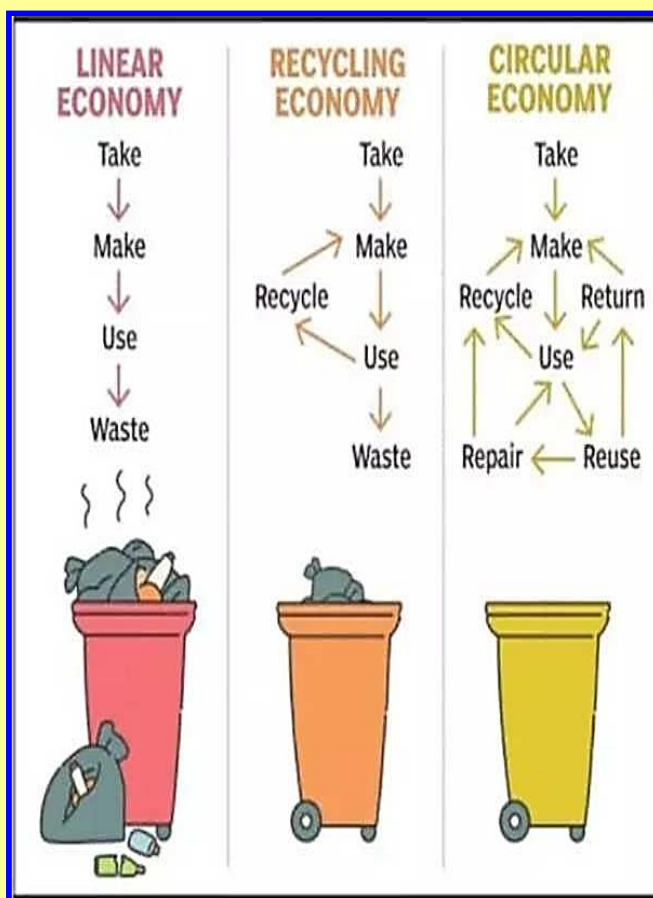 LINEAR
ECONOMY
Take
Make
Use
Waste
RECYCLING
ECONOMY
Take
Make
Recycle
Use
Waste
CIRCULAR
ECONOMY
Take
Make
Recycle Return
Use
Repair Reuse